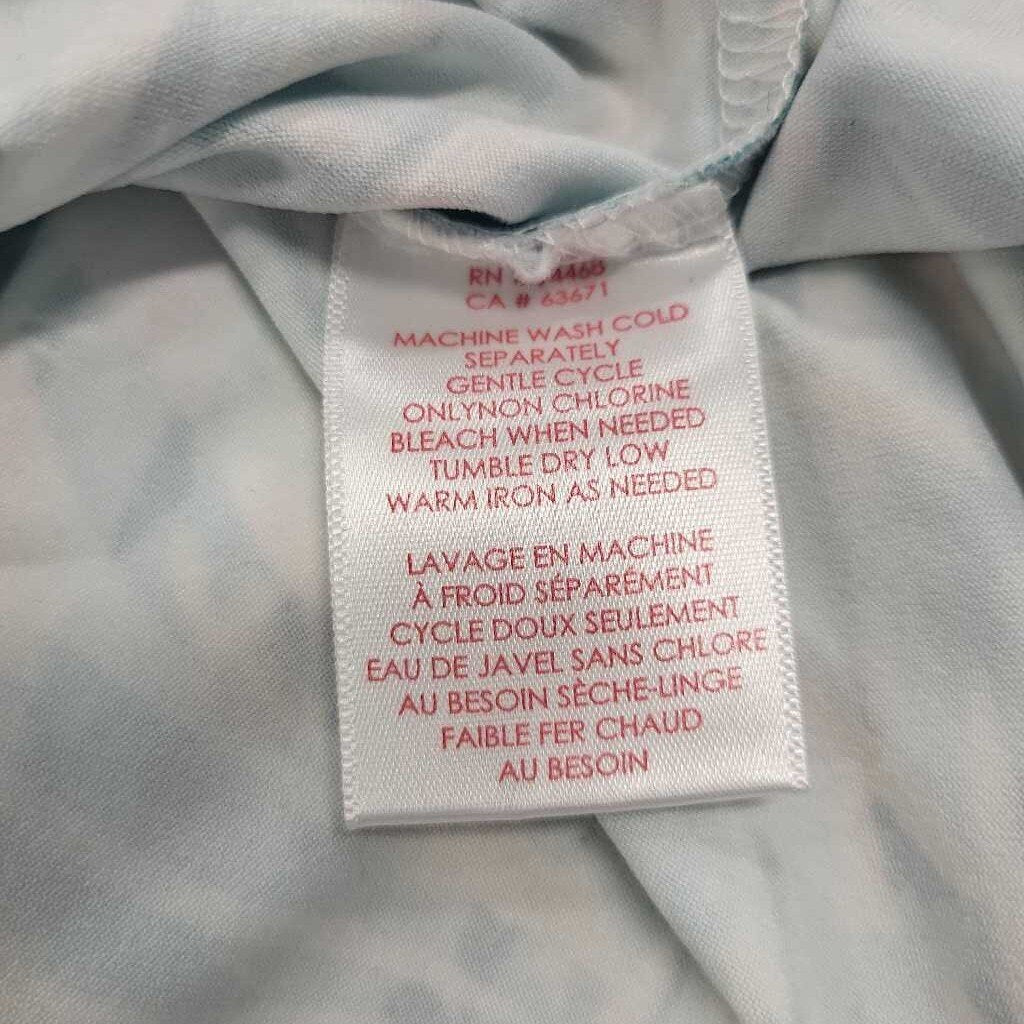 RN
CA # 63671
MACHINE WASH COLD
SEPARATELY
GENTLE CYCLE
ONLYNON CHLORINE
BLEACH WHEN NEEDED
TUMBLE DRY LOW
WARM IRON AS NEEDED
LAVAGE EN MACHINE
À FROID SÉPARÉMENT
CYCLE DOUX SEULEMENT
EAU DE JAVEL SANS CHLORE
AU BESOIN SÈCHE-LINGE
FAIBLE FER CHAUD
AU BESOIN